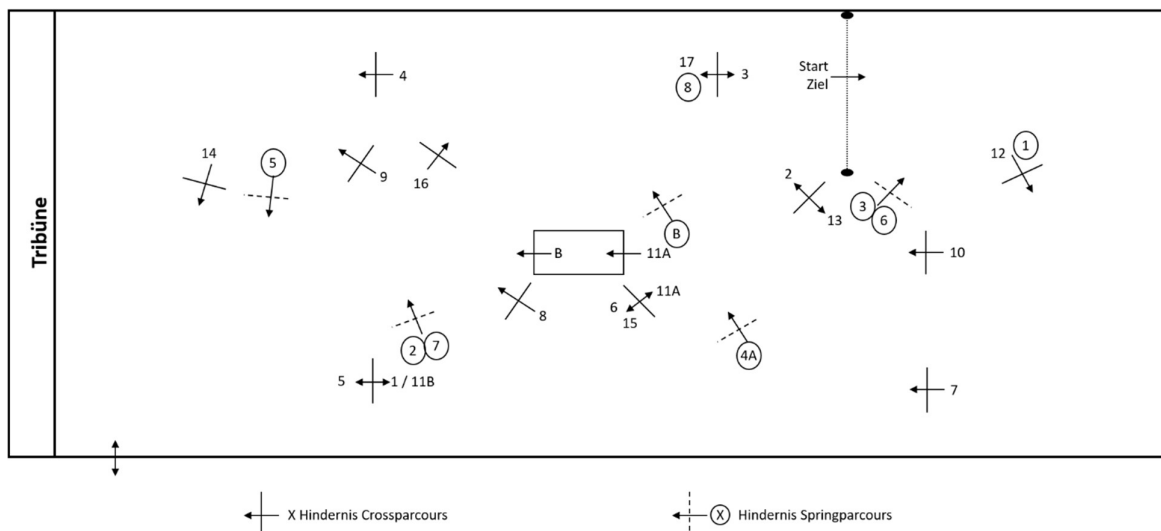 17
8
3
Start
Ziel
4
1
12
14
5
9
16
2
13
3
6
B
Tribüne
B
11A
10
8
6
11A
15
2
7
4A
5
1 / 11B
7
X Hindernis Crossparcours
X
Hindernis Springparcours